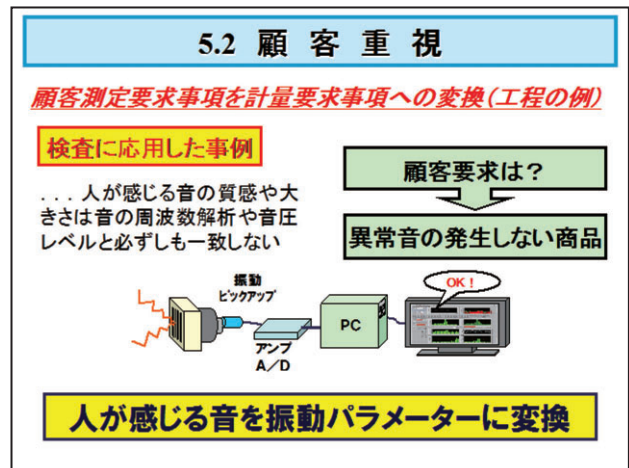 5.2 顧 客 重 視
顧客測定要求事項を計量要求事項への変換(工程の例)
検査に応用した事例
. . . 人が感じる音の質感や大
きさは音の周波数解析や音圧
レベルと必ずしも一致しない
顧客要求は？
異常音の発生しない商品
振動
ピックアップ
アンプ
A／D
PC
OK！
人が感じる音を振動パラメーターに変換